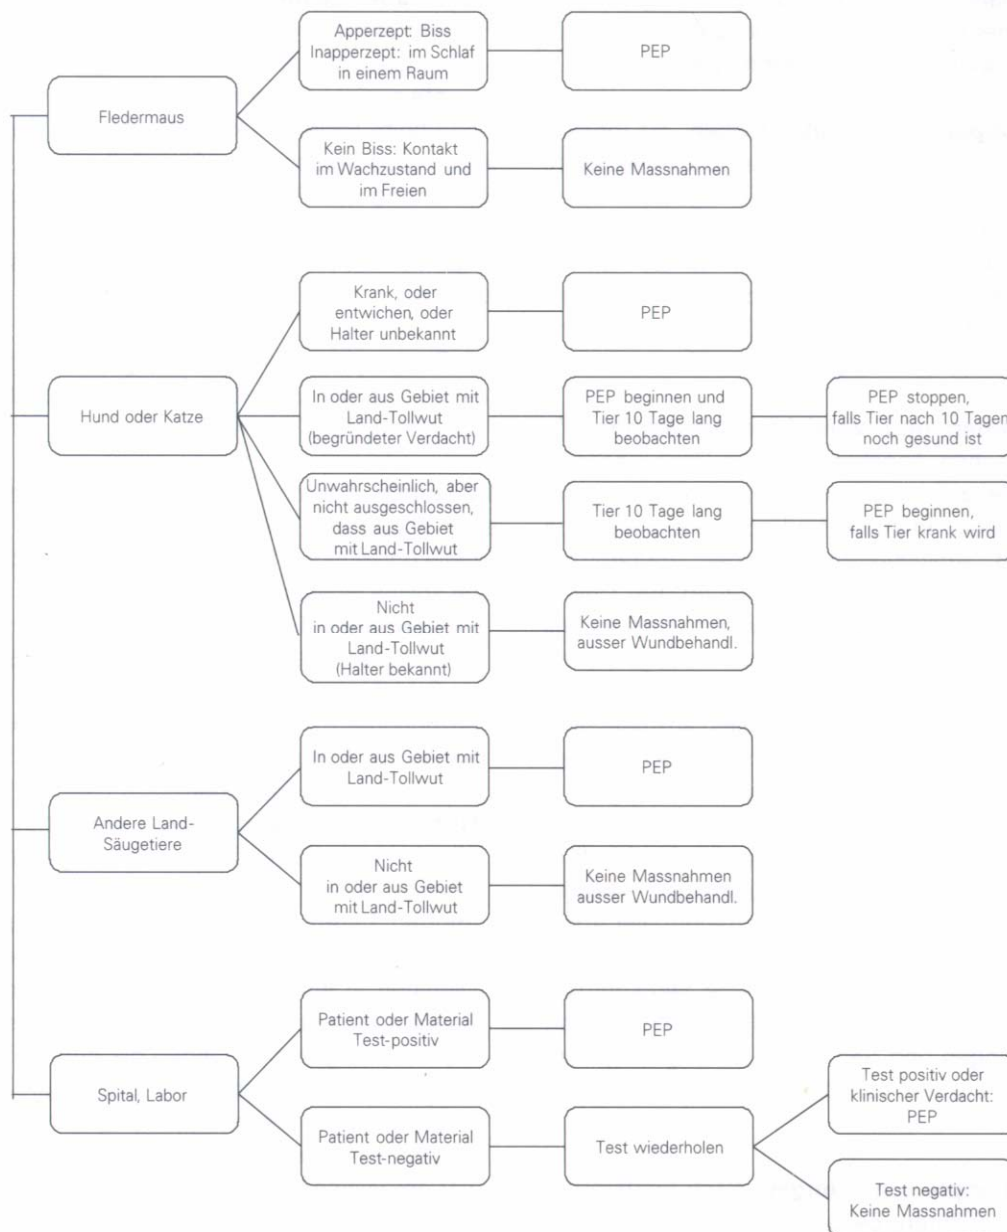 Fledermaus
Apperzept: Biss
Inapperzept: im Schlaf
in einem Raum
PEP
Kein Biss: Kontakt
im Wachzustand und
im Freien
Keine Massnahmen
Hund oder Katze
Krank, oder
entwichen, oder
Halter unbekannt
PEP
In oder aus Gebiet mit
Land-Tollwut
(begründeter Verdacht)
PEP beginnen und
Tier 10 Tage lang
beobachten
PEP stoppen,
falls Tier nach 10 Tagen
noch gesund ist
Unwahrscheinlich, aber
nicht ausgeschlossen,
dass aus Gebiet
mit Land-Tollwut
Tier 10 Tage lang
beobachten
PEP beginnen,
falls Tier krank wird
Nicht
in oder aus Gebiet mit
Land-Tollwut
(Halter bekannt)
Keine Massnahmen,
ausser Wundbehandl.
Andere Land-
Säugetiere
In oder aus Gebiet mit
Land-Tollwut
PEP
Nicht
in oder aus Gebiet
mit Land-Tollwut
Keine Massnahmen
ausser Wundbehandl.
Spital, Labor
Patient oder Material
Test-positiv
PEP
Patient oder Material
Test-negativ
Test wiederholen
Test positiv oder
klinischer Verdacht:
PEP
Test negativ:
Keine Massnahmen